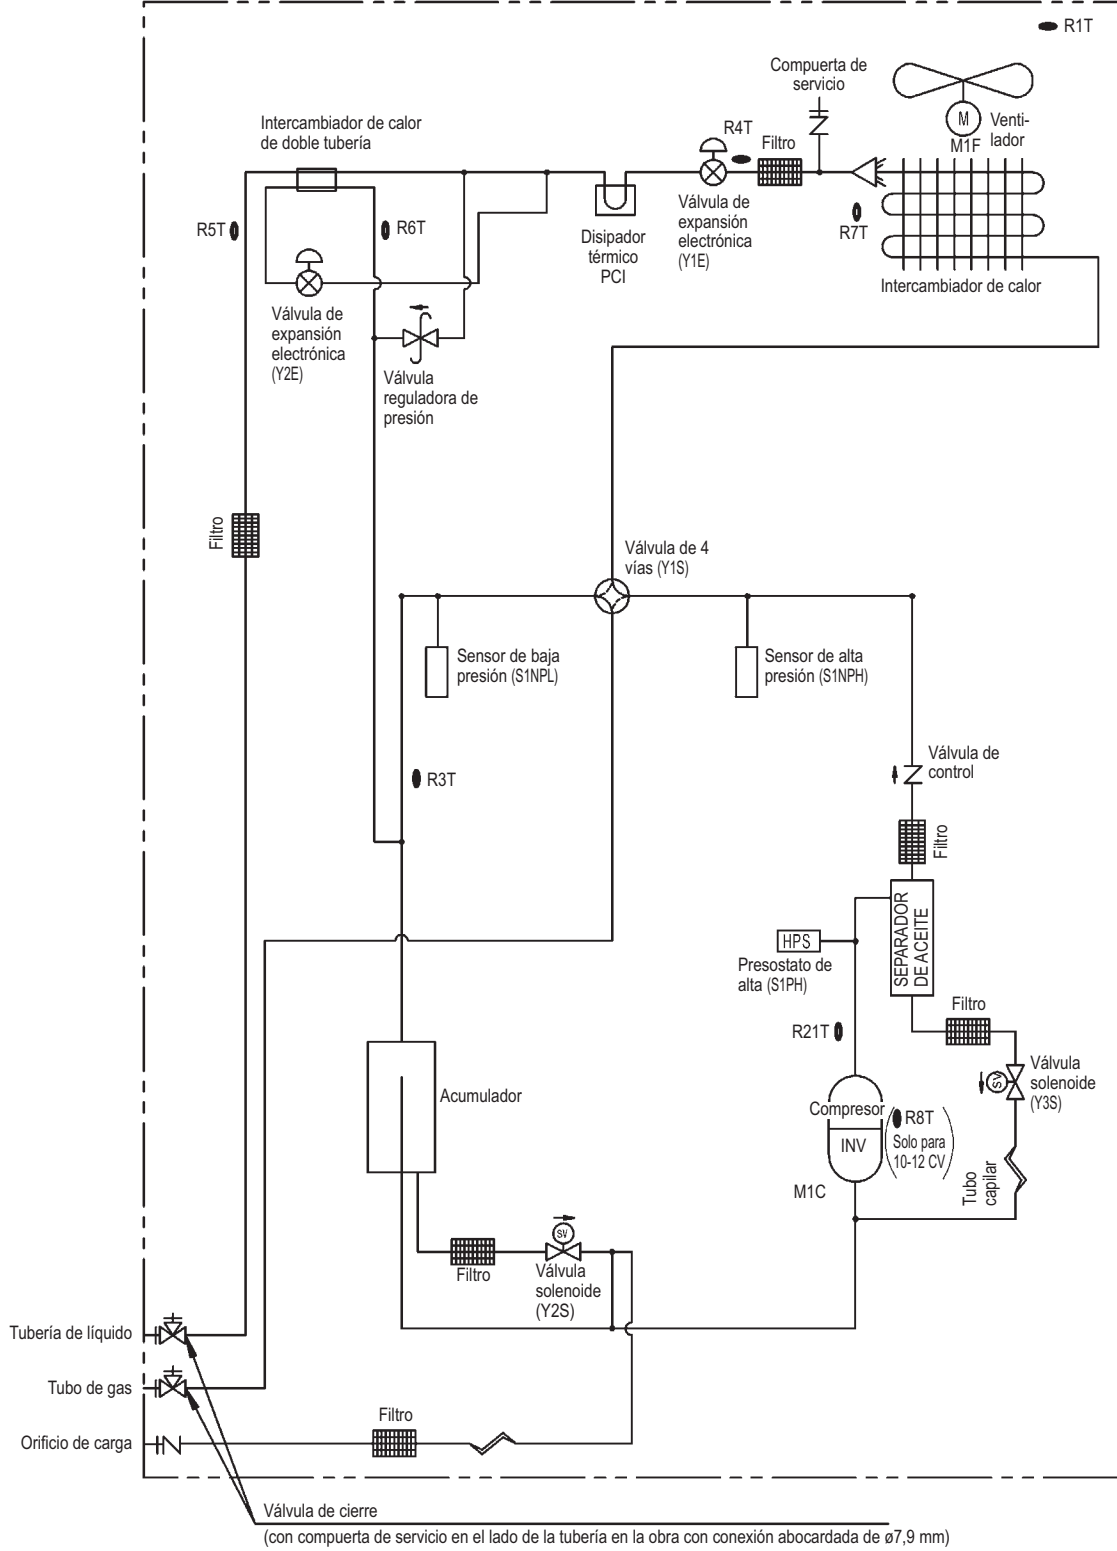 R1T
Compuerta de
servicio
M
M1F
Venti-
lador
Intercambiador de calor
de doble tubería
R4T
Filtro
R5T
R6T
Válvula de
expansión
electrónica
(Y1E)
R7T
Disipador
térmico
PCI
Intercambiador de calor
Válvula de
expansión
electrónica
(Y2E)
Válvula
reguladora de
presión
Filtro
Válvula de 4
vías (Y1S)
Sensor de baja
presión (S1NPL)
Sensor de alta
presión (S1NPH)
R3T
Válvula de
control
Filtro
SEPARADOR
DE ACEITE
HPS
Presostato de
alta (S1PH)
Filtro
R21T
Válvula
solenoide
(Y3S)
SV
Acumulador
Compresor
INV
R8T
Solo para
10-12 CV
M1C
Tubo
capilar
SV
Filtro
Válvula
solenoide
(Y2S)
Tubería de líquido
Tubo de gas
Filtro
Orificio de carga
Válvula de cierre
(con compuerta de servicio en el lado de la tubería en la obra con conexión abocardada de ø7,9 mm)